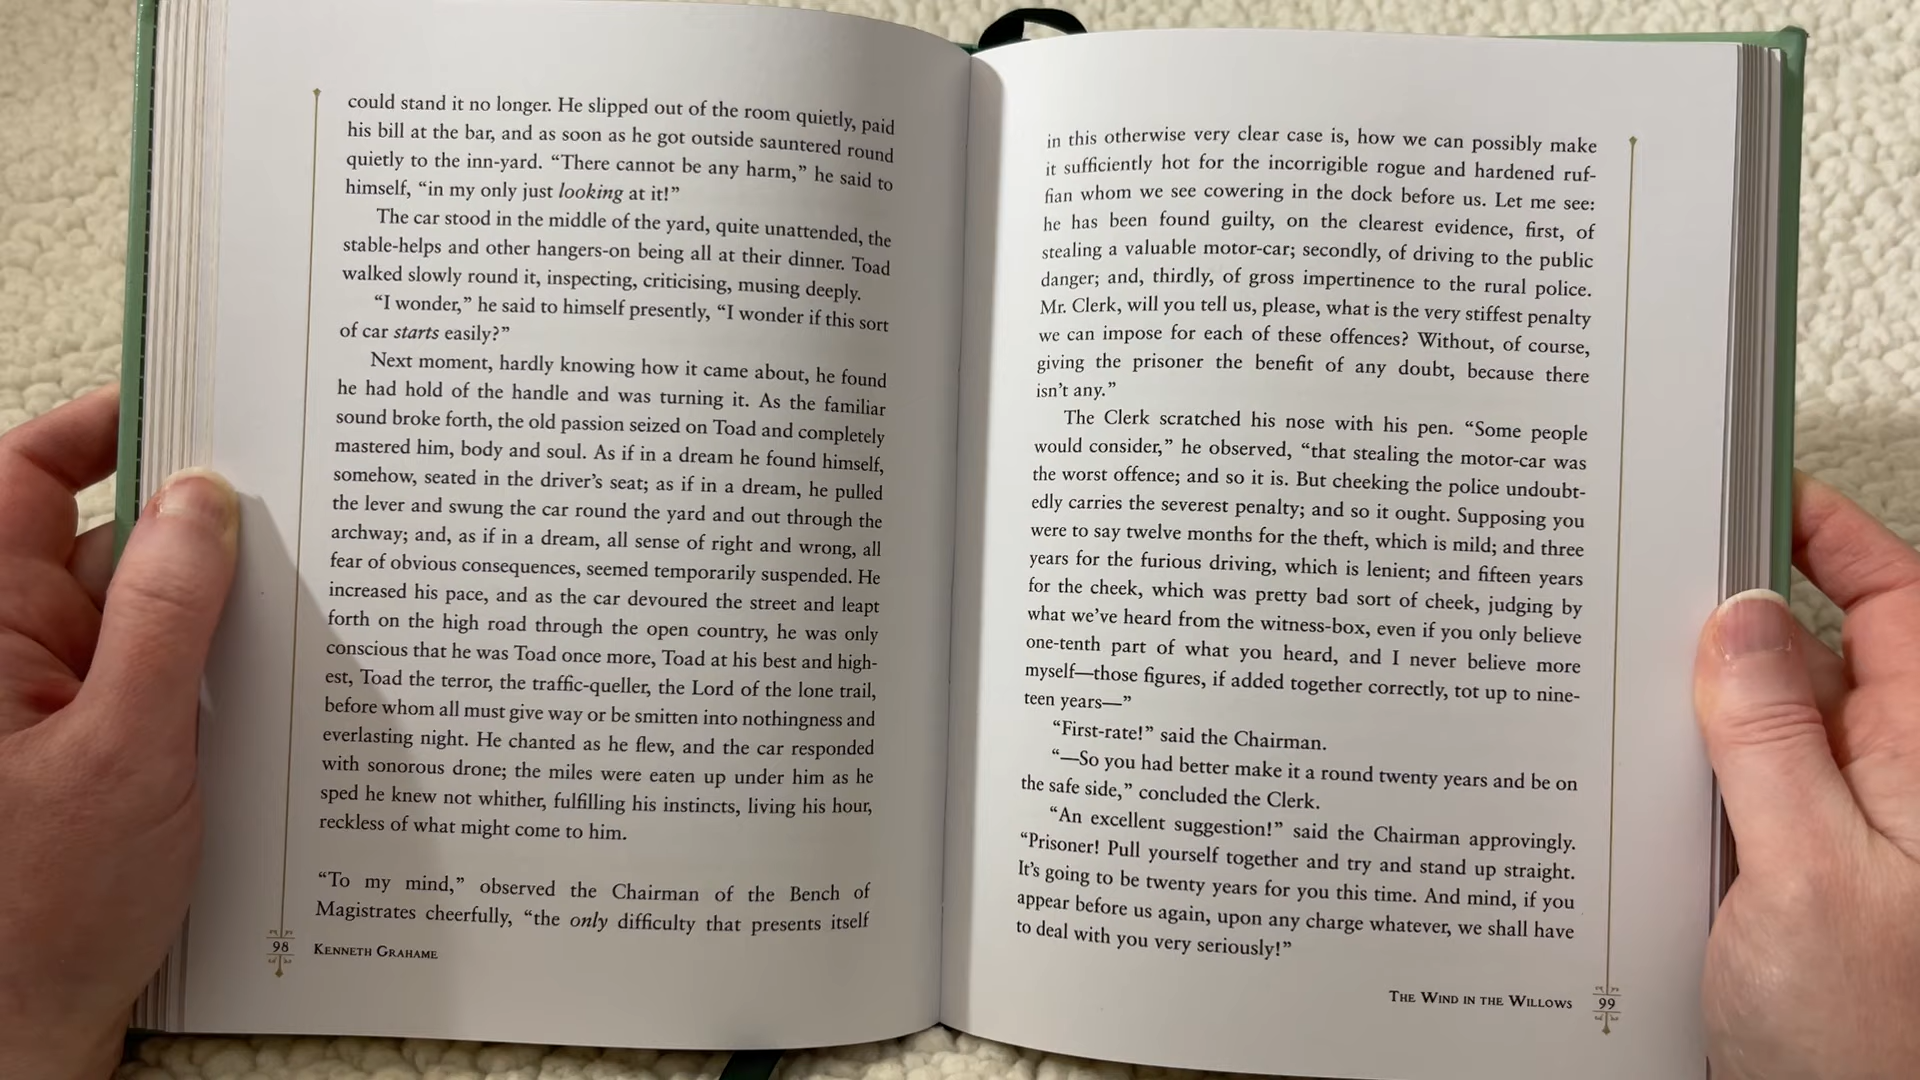 could stand it no longer. He slipped out of the room quietly, paid
his bill at the bar, and as soon as he got outside sauntered round
quietly to the inn-yard. “There cannot be any harm,” he said to
himself, “in my only just looking at it!”
The car stood in the middle of the yard, quite unattended, the
stable-helps and other hangers-on being all at their dinner. Toad
walked slowly round it, inspecting, criticising, musing deeply.
“I wonder,” he said to himself presently, “I wonder if this sort
of car starts easily?”
Next moment, hardly knowing how it came about, he found
he had hold of the handle and was turning it. As the familiar
sound broke forth, the old passion seized on Toad and completely
mastered him, body and soul. As if in a dream he found himself,
somehow, seated in the driver’s seat; as if in a dream, he pulled
the lever and swung the car round the yard and out through the
archway; and, as if in a dream, all sense of right and wrong, all
fear of obvious consequences, seemed temporarily suspended. He
increased his pace, and as the car devoured the street and leapt
forth on the high road through the open country, he was only
conscious that he was Toad once more, Toad at his best and high-
est, Toad the terror, the traffic-queller, the Lord of the lone trail,
before whom all must give way or be smitten into nothingness and
everlasting night. He chanted as he flew, and the car responded
with sonorous drone; the miles were eaten up under him as he
sped he knew not whither, fulfilling his instincts, living his hour,
reckless of what might come to him.
“To my mind,” observed the Chairman of the Bench of
Magistrates cheerfully, “the only difficulty that presents itself
98 Kenneth Grahame
in this otherwise very clear case is, how we can possibly make
it sufficiently hot for the incorrigible rogue and hardened ruf-
fian whom we see cowering in the dock before us. Let me see:
he has been found guilty, on the clearest evidence, first, of
stealing a valuable motor-car; secondly, of driving to the public
danger; and, thirdly, of gross impertinence to the rural police.
Mr. Clerk, will you tell us, please, what is the very stiffest penalty
we can impose for each of these offences? Without, of course,
giving the prisoner the benefit of any doubt, because there
isn’t any.”
The Clerk scratched his nose with his pen. “Some people
would consider,” he observed, “that stealing the motor-car was
the worst offence; and so it is. But cheeking the police undoubt-
edly carries the severest penalty; and so it ought. Supposing you
were to say twelve months for the theft, which is mild; and three
years for the furious driving, which is lenient; and fifteen years
for the cheek, which was pretty bad sort of cheek, judging by
what we’ve heard from the witness-box, even if you only believe
one-tenth part of what you heard, and I never believe more
myself—those figures, if added together correctly, tot up to nine-
teen years—”
“First-rate!” said the Chairman.
“—So you had better make it a round twenty years and be on
the safe side,” concluded the Clerk.
“An excellent suggestion!” said the Chairman approvingly.
“Prisoner! Pull yourself together and try and stand up straight.
It’s going to be twenty years for you this time. And mind, if you
appear before us again, upon any charge whatever, we shall have
to deal with you very seriously!”
The Wind in the Willows 99